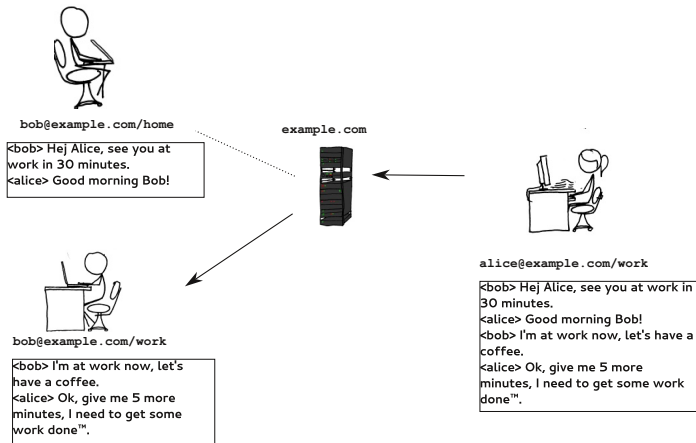 bob@example.com/home
<bob> Hej Alice, see you at
work in 30 minutes.
<alice> Good morning Bob!
example.com
bob@example.com/work
<bob> I'm at work now, let's
have a coffee.
<alice> Ok, give me 5 more
minutes, I need to get some
work done™.
alice@example.com/work
<bob> Hej Alice, see you at work in
30 minutes.
<alice> Good morning Bob!
<bob> I'm at work now, let's have a
coffee.
<alice> Ok, give me 5 more
minutes, I need to get some work
done™.